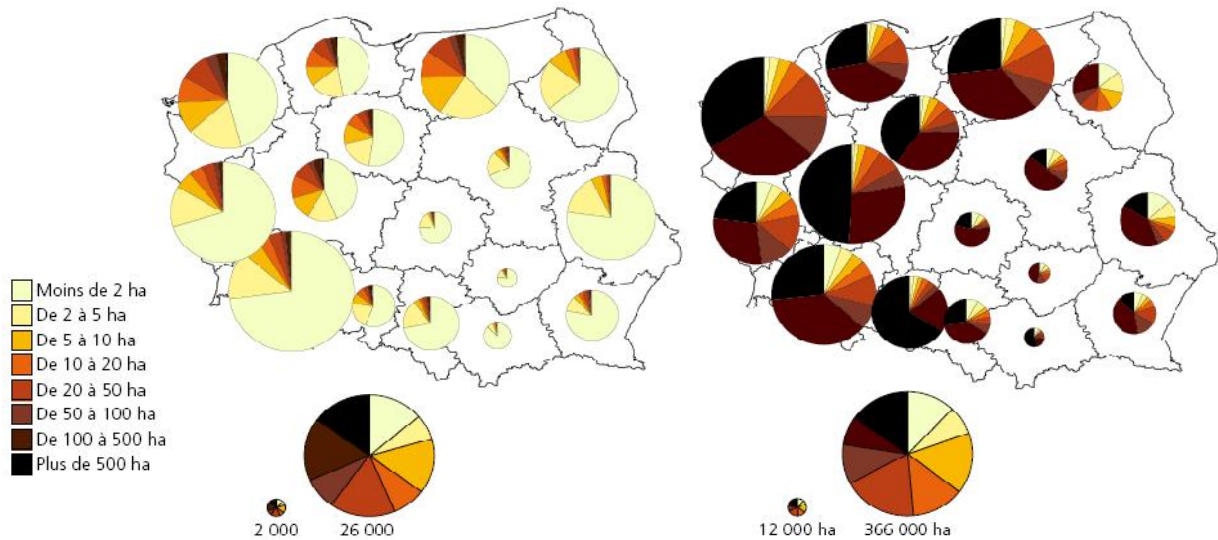 Moins de 2 ha
De 2 à 5 ha
De 5 à 10 ha
De 10 à 20 ha
De 20 à 50 ha
De 50 à 100 ha
De 100 à 500 ha
Plus de 500 ha
2 000
26 000
12 000 ha
366 000 ha